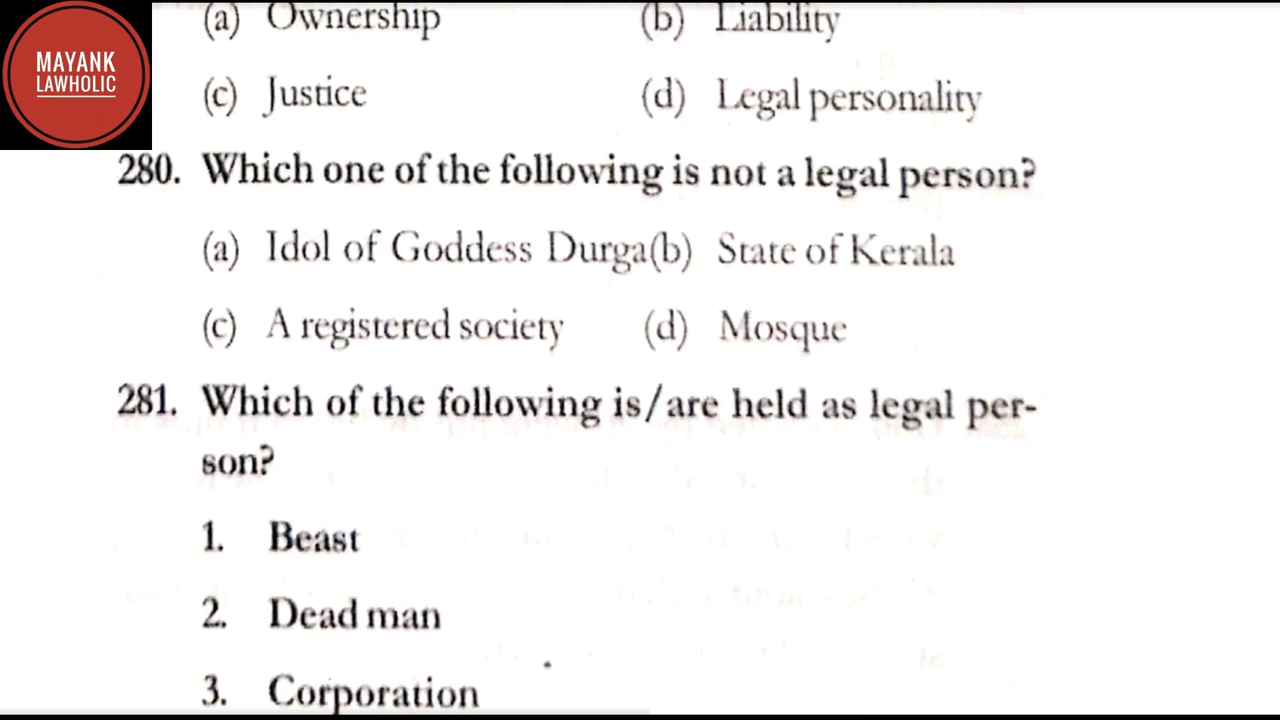 MAYANK
LAWHOLIC
(a) Ownership (b) Liability
(c) Justice (d) Legal personality
280. Which one of the following is not a legal person?
(a) Idol of Goddess Durga(b) State of Kerala
(c) A registered society (d) Mosque
281. Which of the following is/are held as legal per-
son?
1. Beast
2. Dead man
3. Corporation